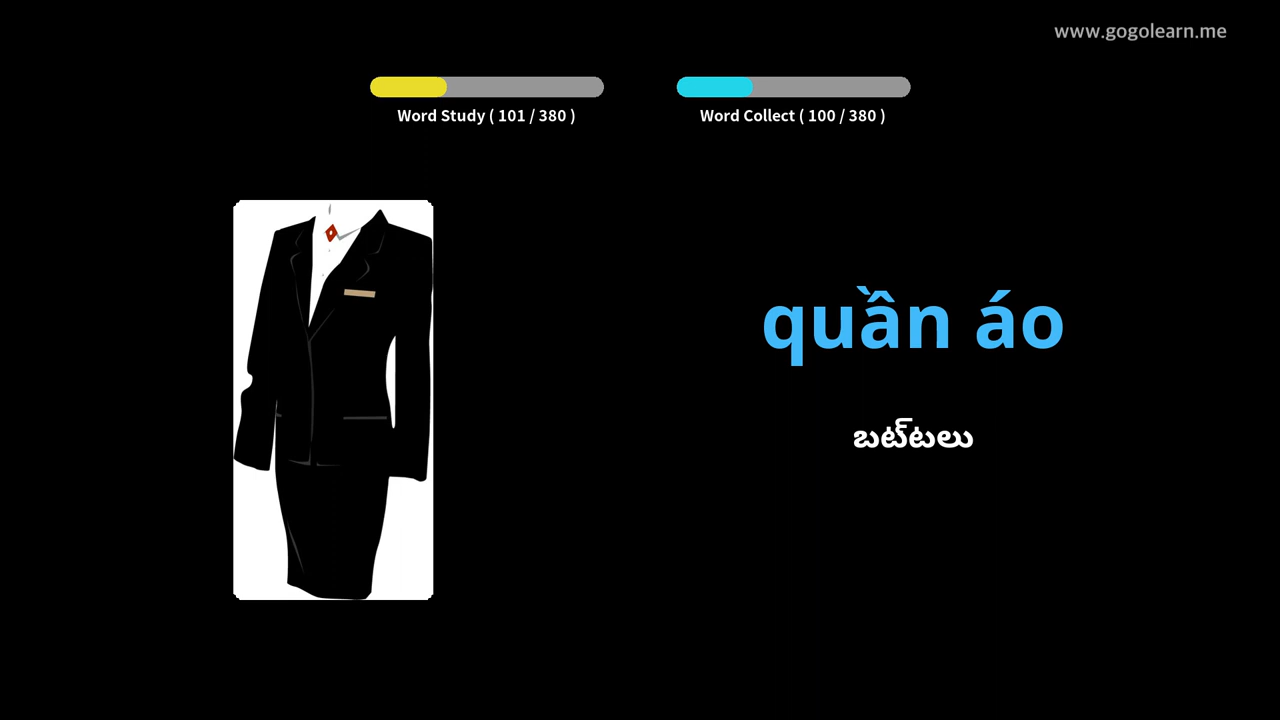 www.gogolearn.me
Word Study ( 101 / 380 )
Word Collect ( 100 / 380 )
quần áo
బట్టలు